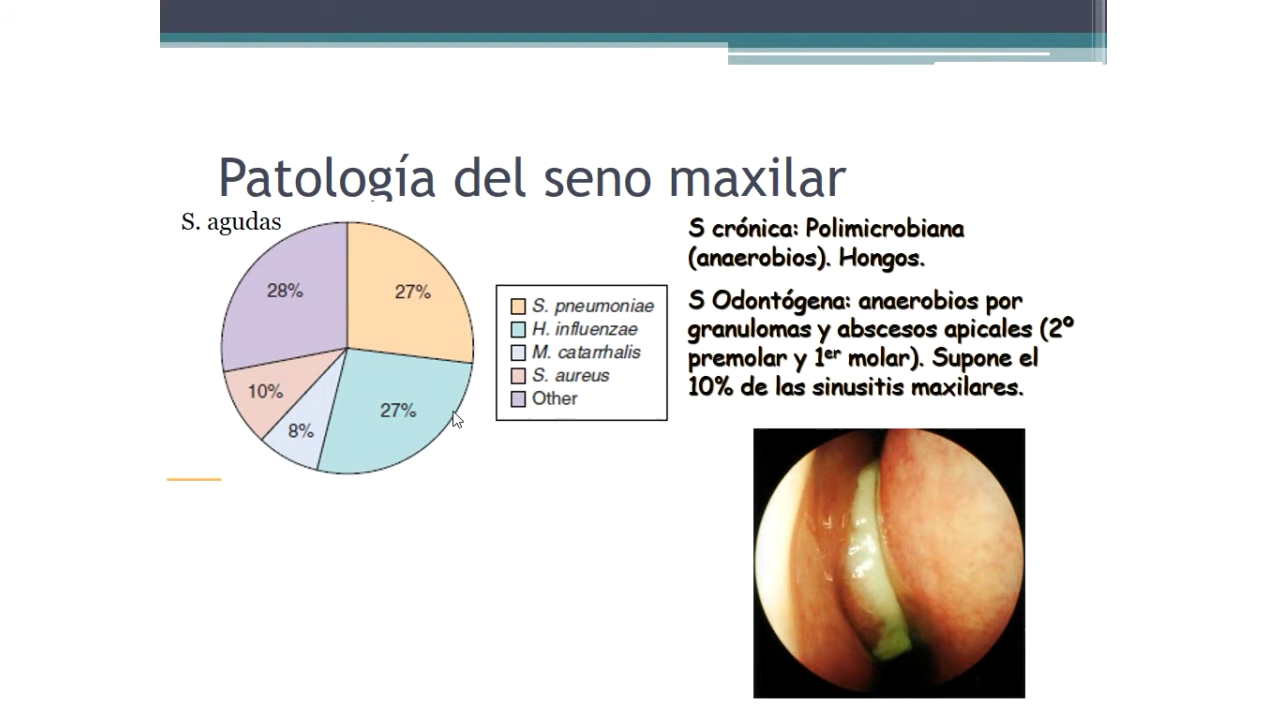 Patología del seno maxilar
S. agudas
28%
27%
10%
8%
27%
S. pneumoniae
H. influenzae
M. catarrhalis
S. aureus
Other
S crónica: Polimicrobiana
(anaerobios). Hongos.
S Odontógena: anaerobios por
granulomas y abscesos apicales (2º
premolar y 1er molar). Supone el
10% de las sinusitis maxilares.